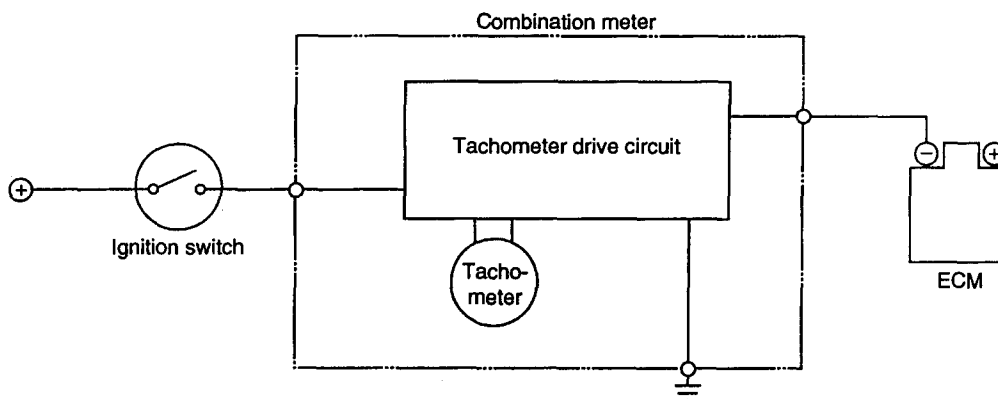 Combination meter
Tachometer drive circuit
Ignition switch
Tacho-
meter
ECM